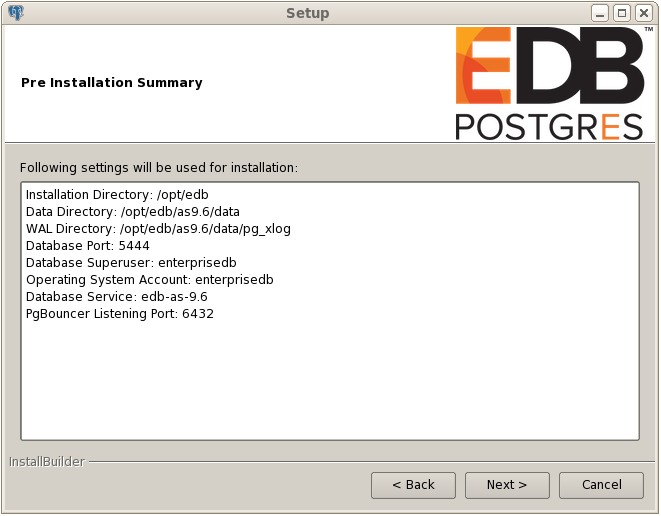 Setup
EDB™
POSTGRES
Pre Installation Summary
Following settings will be used for installation:
Installation Directory: /opt/edb
Data Directory: /opt/edb/as9.6/data
WAL Directory: /opt/edb/as9.6/data/pg_xlog
Database Port: 5444
Database Superuser: enterprisedb
Operating System Account: enterprisedb
Database Service: edb-as-9.6
PgBouncer Listening Port: 6432
InstallBuilder
< Back
Next >
Cancel